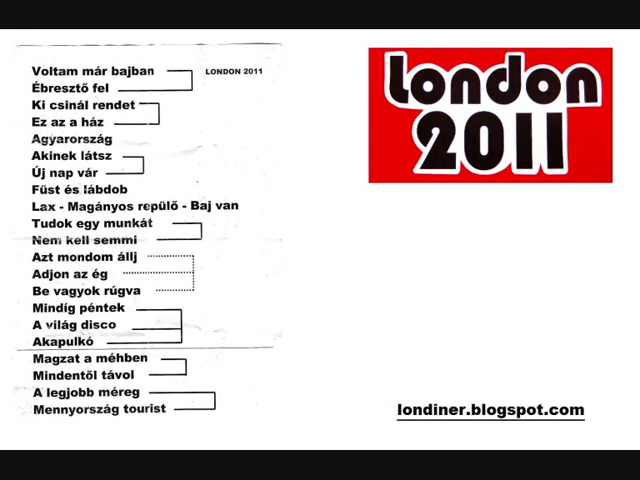 Voltam már bajban
LONDON 2011
Ébresztő fel
Ki csinál rendet
Ez az a ház
Agyarország
Akinek látsz
Új nap vár
Füst és lábdob
Lax - Magányos repülő - Baj van
Tudok egy munkát
Nem kell semmi
Azt mondom állj
Adjon az ég
Be vagyok rúgva
Mindíg péntek
A világ disco
Akapulkó
Magzat a méhben
Mindentől távol
A legjobb méreg
Mennyország tourist
London
2011
londiner.blogspot.com